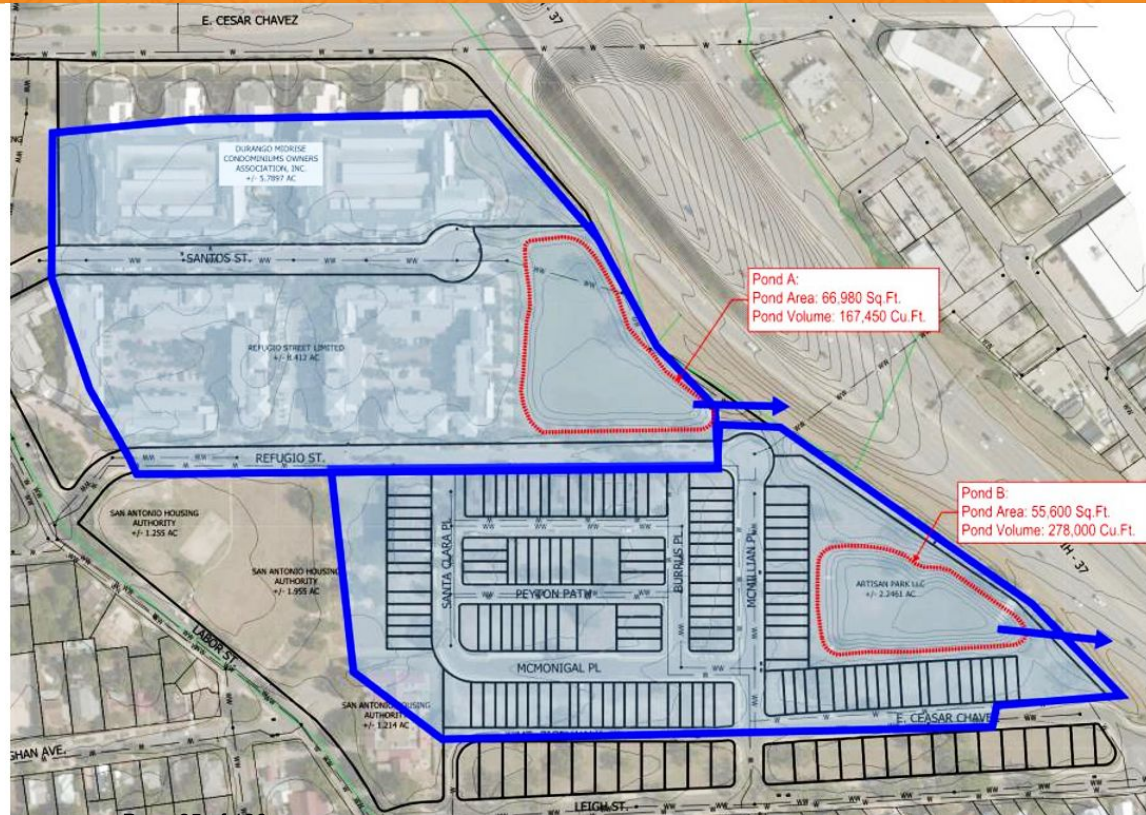 E. CESAR CHAVEZ
- 37
DURANGO MIDRISE
CONDOMINIUMS OWNERS
ASSOCIATION, INC.
+/- 5.7897 AC
SANTOS ST.
Pond A:
Pond Area: 66,980 Sq.Ft.
Pond Volume: 167,450 Cu.Ft.
REFUGIO STREET LIMITED
+/- 8.412 AC
REFUGIO ST.
Pond B:
Pond Area: 55,600 Sq.Ft.
Pond Volume: 278,000 Cu.Ft.
IH - 37
SAN ANTONIO HOUSING
AUTHORITY
+/- 1.255 AC
SAN ANTONIO HOUSING
AUTHORITY
+/- 1.955 AC
SANTA CLARA PL
PEYTON PATH
BURRUS PL
MCMILLIAN PL
ARTISAN PARK LLC
+/- 2.2461 AC
LABOR ST.
MCMONIGAL PL
SAN ANTONIO HOUSING
AUTHORITY
+/- 1.214 AC
E. CEASAR CHAVE
GHAN AVE.
LEIGH ST.